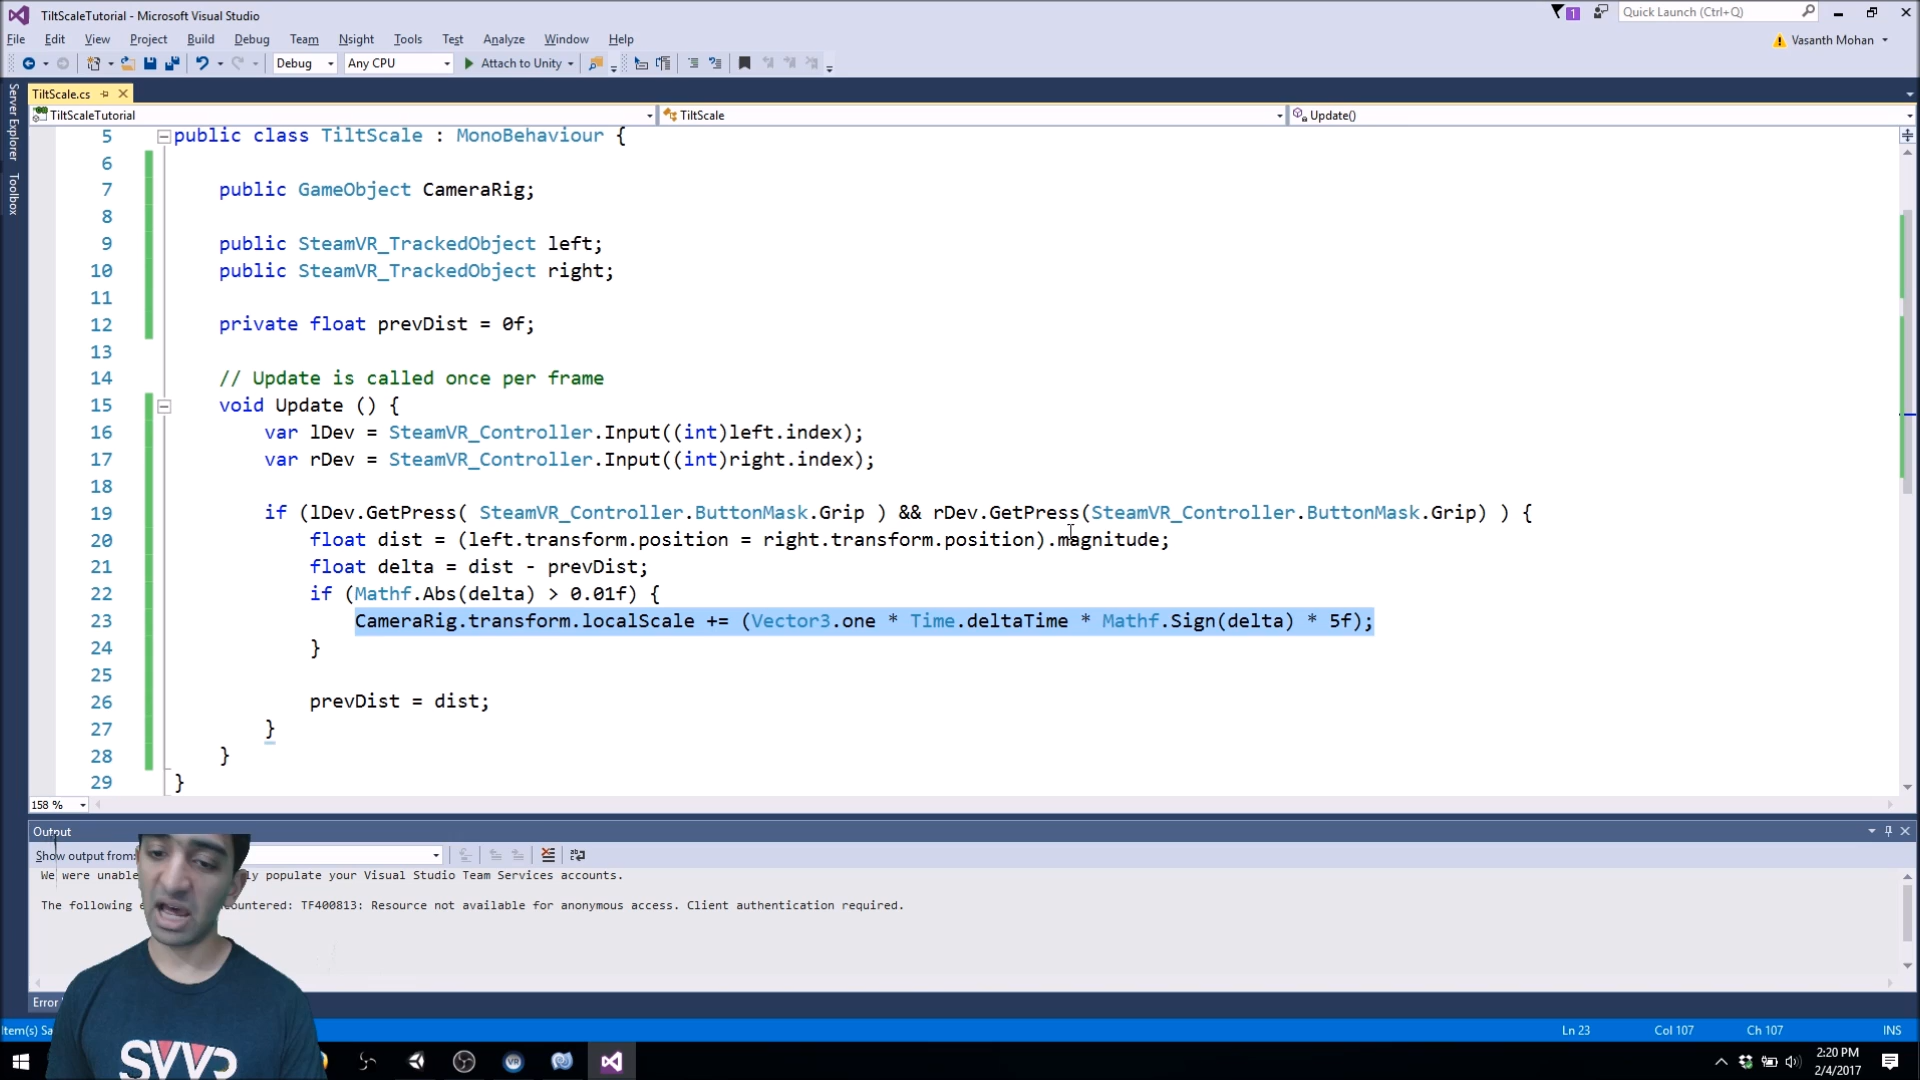 TiltScaleTutorial - Microsoft Visual Studio
1
Quick Launch (Ctrl+Q)
File Edit View Project Build Debug Team Nsight Tools Test Analyze Window Help
Vasanth Mohan
Debug Any CPU Attach to Unity
Server Explorer
Toolbox
TiltScale.cs
TiltScaleTutorial TiltScale Update()
5 public class TiltScale : MonoBehaviour {
6
7 public GameObject CameraRig;
8
9 public SteamVR_TrackedObject left;
10 public SteamVR_TrackedObject right;
11
12 private float prevDist = 0f;
13
14 // Update is called once per frame
15 void Update () {
16 var lDev = SteamVR_Controller.Input((int)left.index);
17 var rDev = SteamVR_Controller.Input((int)right.index);
18
19 if (lDev.GetPress( SteamVR_Controller.ButtonMask.Grip ) && rDev.GetPress(SteamVR_Controller.ButtonMask.Grip) ) {
20 float dist = (left.transform.position = right.transform.position).magnitude;
21 float delta = dist - prevDist;
22 if (Mathf.Abs(delta) > 0.01f) {
23 CameraRig.transform.localScale += (Vector3.one * Time.deltaTime * Mathf.Sign(delta) * 5f);
24 }
25
26 prevDist = dist;
27 }
28 }
29 }
158 %
Output
Show output from:
We were unable ly populate your Visual Studio Team Services accounts.
The following e countered: TF400813: Resource not available for anonymous access. Client authentication required.
Error
Item(s) Sa Ln 23 Col 107 Ch 107 INS
SVVR
2:20 PM
2/4/2017